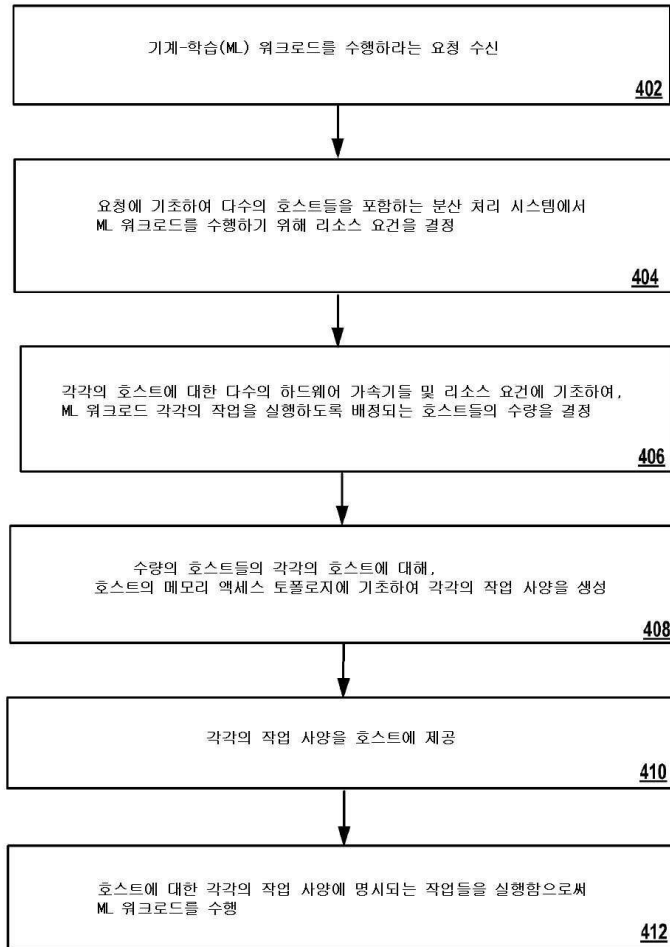 기계-학습(ML) 워크로드를 수행하라는 요청 수신
402
요청에 기초하여 다수의 호스트들을 포함하는 분산 처리 시스템에서
ML 워크로드를 수행하기 위해 리소스 요건을 결정
404
각각의 호스트에 대한 다수의 하드웨어 가속기들 및 리소스 요건에 기초하여,
ML 워크로드 각각의 작업을 실행하도록 배정되는 호스트들의 수량을 결정
406
수량의 호스트들의 각각의 호스트에 대해,
호스트의 메모리 액세스 토폴로지에 기초하여 각각의 작업 사양을 생성
408
각각의 작업 사양을 호스트에 제공
410
호스트에 대한 각각의 작업 사양에 명시되는 작업들을 실행함으로써
ML 워크로드를 수행
412